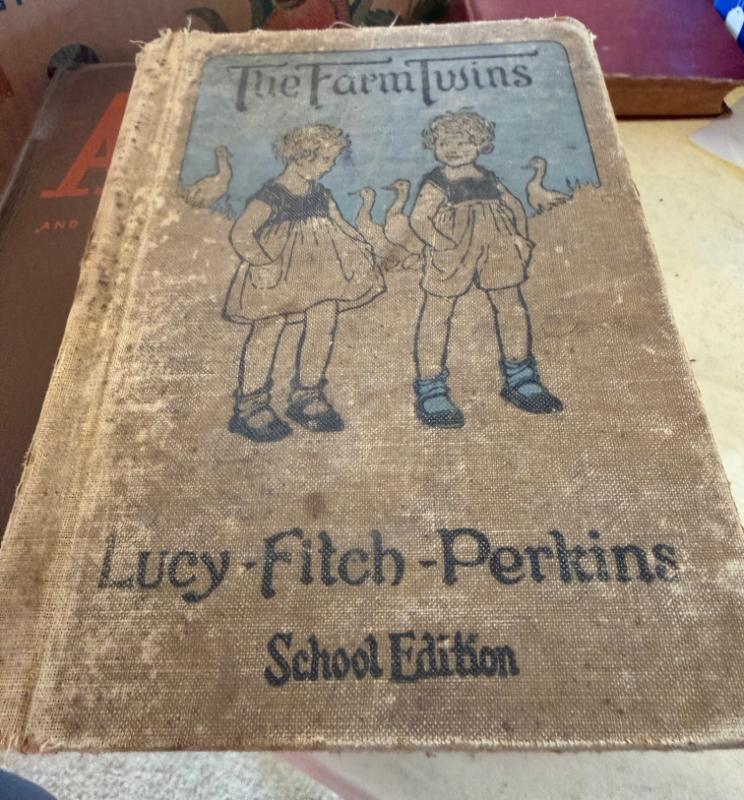 The Farm Twins
A
AND
Lucy-Fitch-Perkins
School Edition